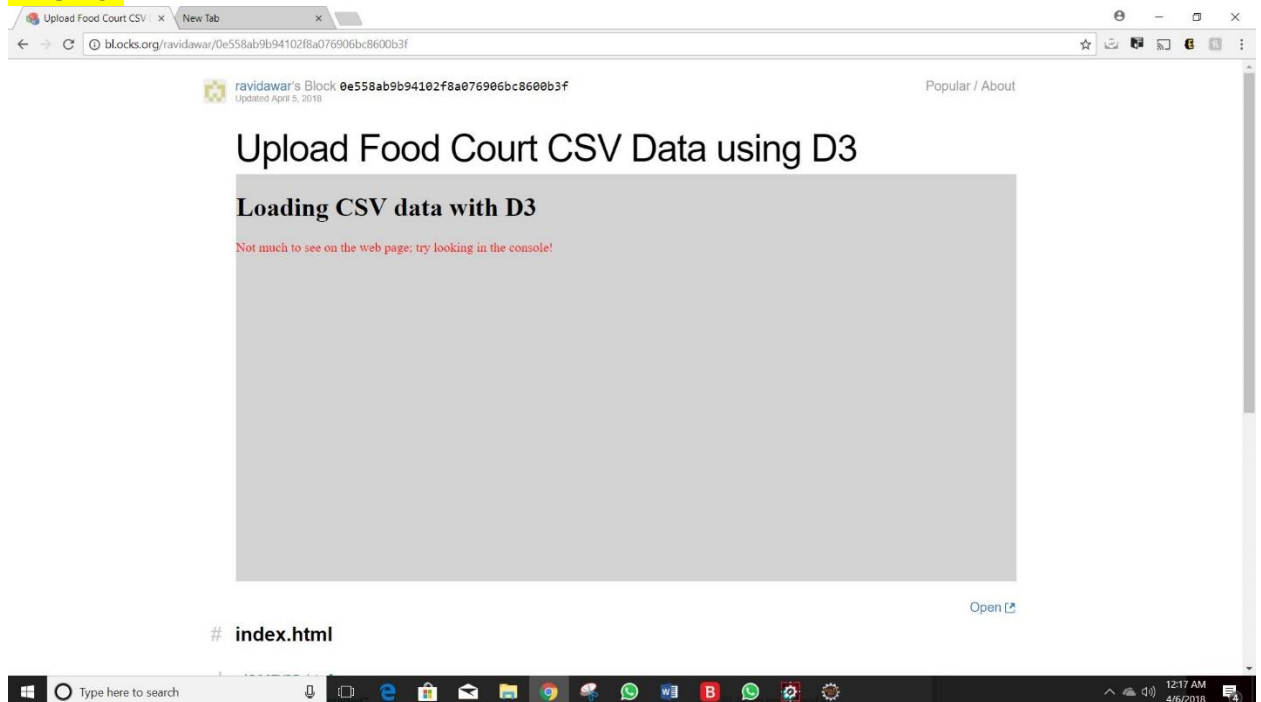 Upload Food Court CSV
New Tab
bl.ocks.org/ravidawar/0e558ab9b94102f8a076906bc8600b3f
ravidawar's Block 0e558ab9b94102f8a076906bc8600b3f
Popular / About
Updated April 5, 2018
Upload Food Court CSV Data using D3
Loading CSV data with D3
Not much to see on the web page; try looking in the console!
Open
# index.html
Type here to search
12:17 AM
4/6/2018